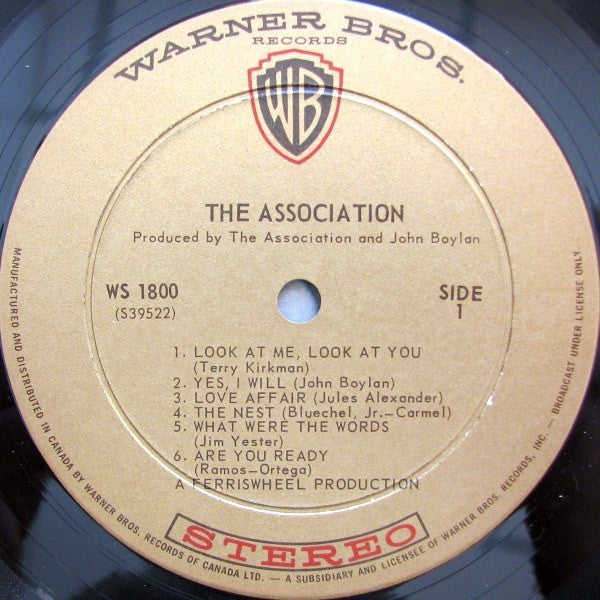 WARNER BROS.
RECORDS
WB
THE ASSOCIATION
Produced by The Association and John Boylan
WS 1800
(S39522)
SIDE
1
1. LOOK AT ME, LOOK AT YOU
(Terry Kirkman)
2. YES, I WILL (John Boylan)
3. LOVE AFFAIR (Jules Alexander)
4. THE NEST (Bluechel, Jr.—Carmel)
5. WHAT WERE THE WORDS
(Jim Yester)
6. ARE YOU READY
(Ramos-Ortega)
A FERRISWHEEL PRODUCTION
STEREO
MANUFACTURED AND DISTRIBUTED IN CANADA BY WARNER BROS. RECORDS OF CANADA LTD. — A SUBSIDIARY AND LICENSEE OF WARNER BROS. RECORDS, INC. — BROADCAST UNDER LICENSE ONLY.